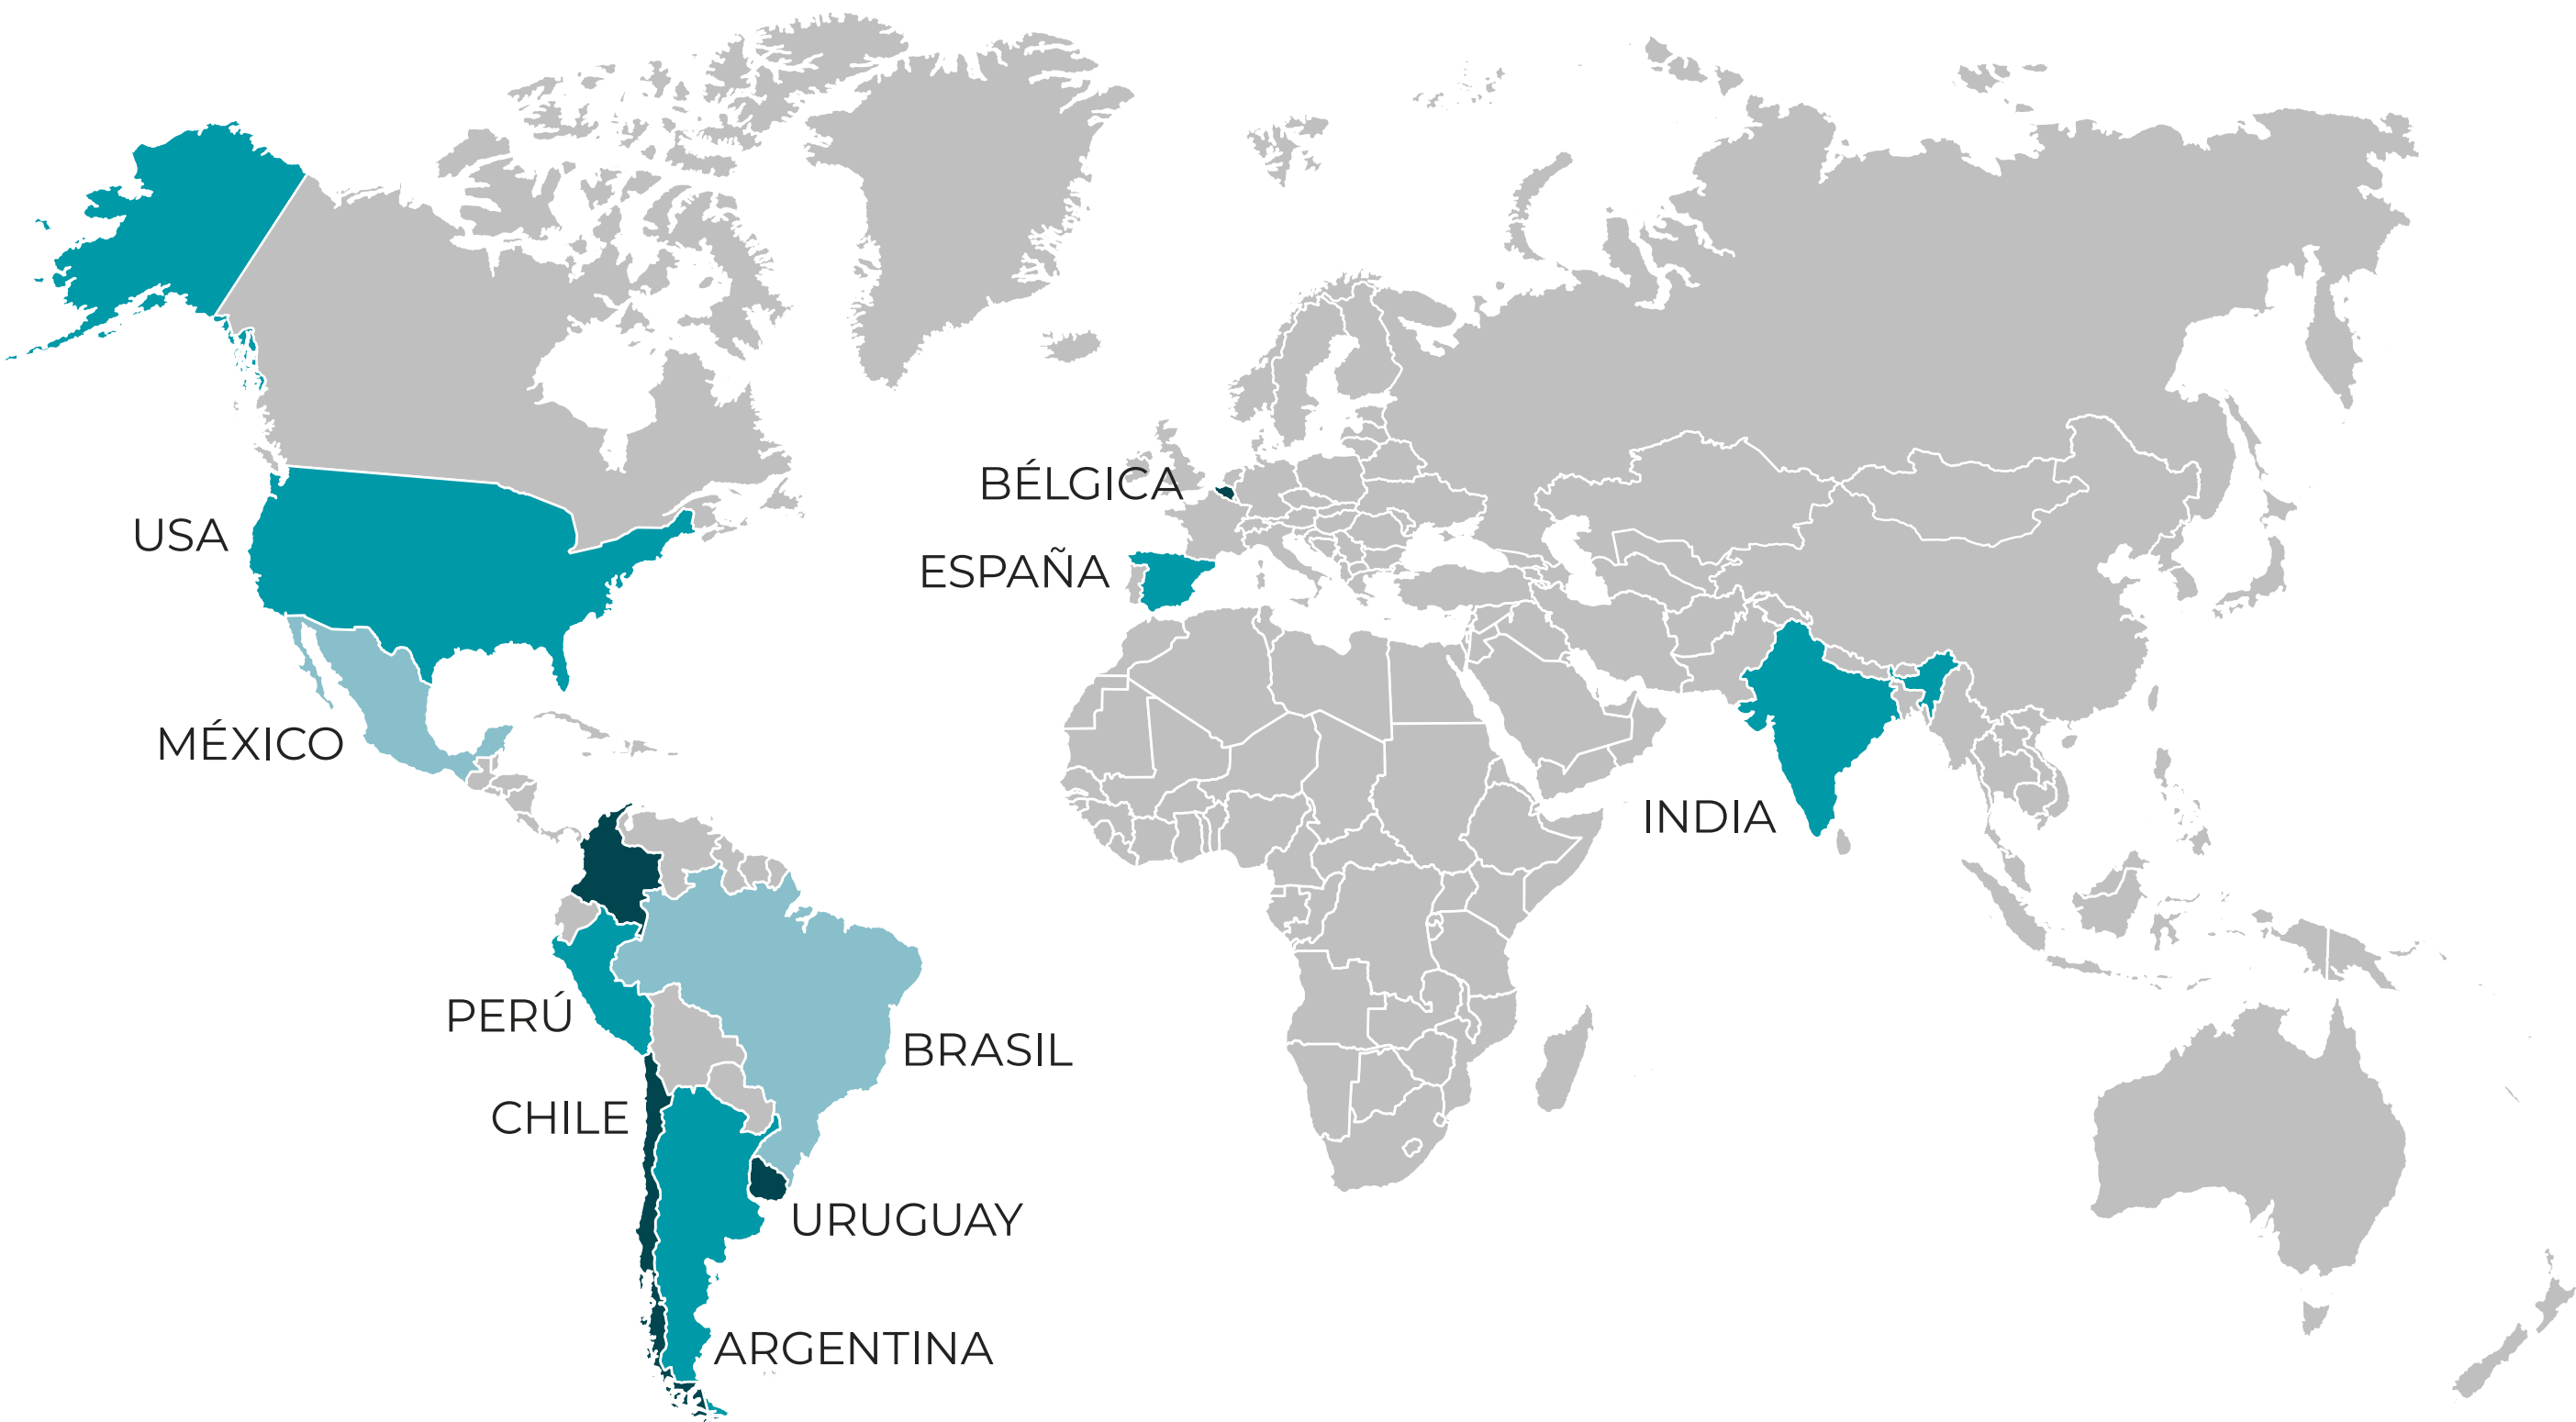 BÉLGICA
USA
ESPAÑA
MÉXICO
INDIA
PERÚ
BRASIL
CHILE
URUGUAY
ARGENTINA